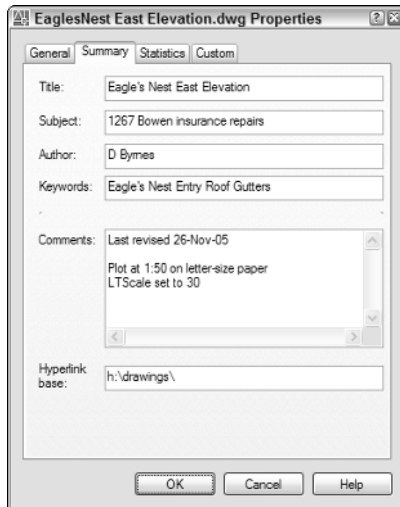 EaglesNest East Elevation.dwg Properties
General Summary Statistics Custom
Title: Eagle's Nest East Elevation
Subject: 1267 Bowen insurance repairs
Author: D Byrnes
Keywords: Eagle's Nest Entry Roof Gutters
Comments: Last revised 26-Nov-05
Plot at 1:50 on letter-size paper
LTScale set to 30
Hyperlink
base: h:\drawings\
OK Cancel Help